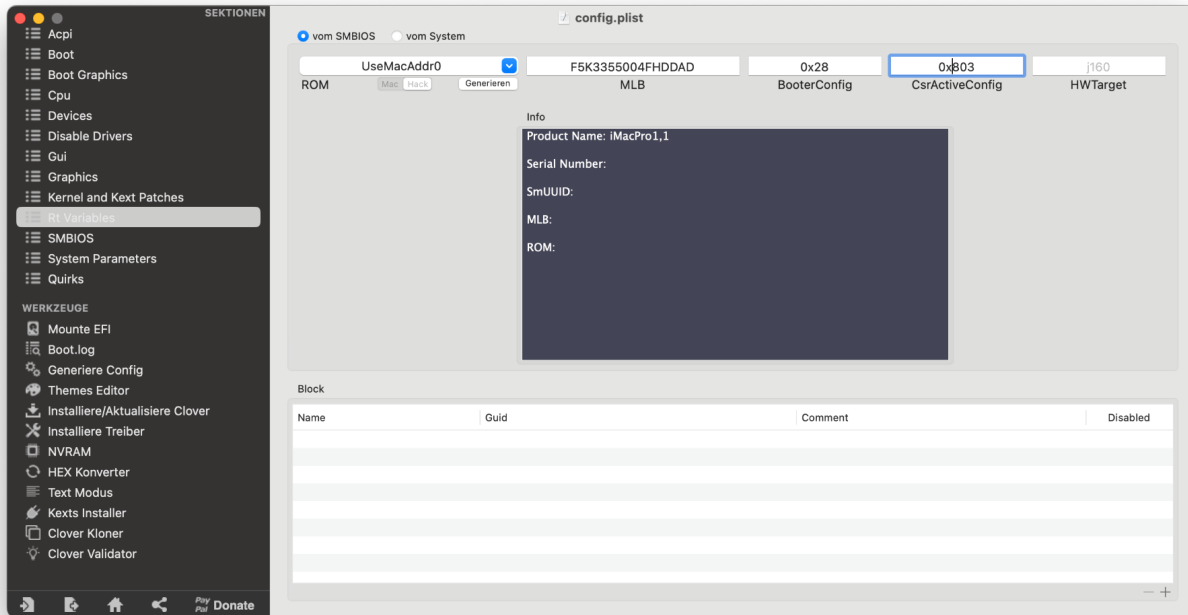 SEKTIONEN
Acpi
Boot
Boot Graphics
Cpu
Devices
Disable Drivers
Gui
Graphics
Kernel and Kext Patches
Rt Variables
SMBIOS
System Parameters
Quirks
WERKZEUGE
Mounte EFI
Boot.log
Generiere Config
Themes Editor
Installiere/Aktualisiere Clover
Installiere Treiber
NVRAM
HEX Konverter
Text Modus
Kexts Installer
Clover Kloner
Clover Validator
Pay Pal Donate
config.plist
vom SMBIOS vom System
UseMacAddr0 F5K3355004FHDDAD 0x28 0x803 j160
ROM Mac Hack Generieren MLB BooterConfig CsrActiveConfig HWTarget
Info
Product Name: iMacPro1,1
Serial Number:
SmUUID:
MLB:
ROM:
Block
Name Guid Comment Disabled